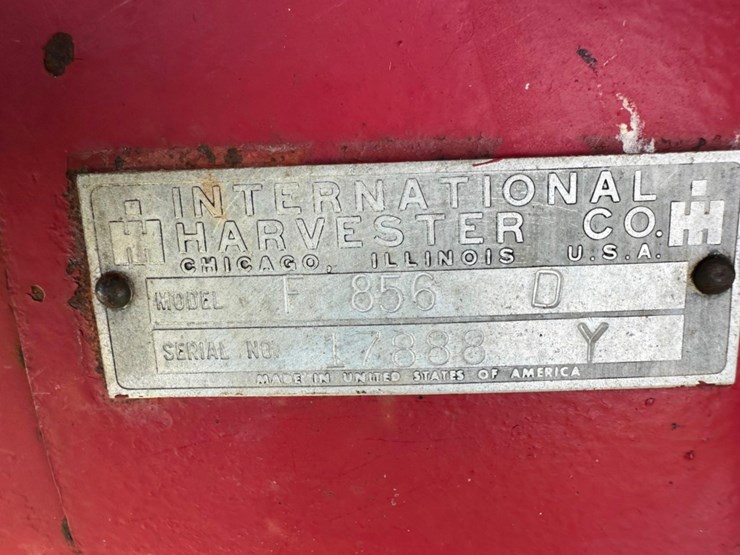 INTERNATIONAL
HARVESTER CO.
CHICAGO, ILLINOIS U.S.A.
MODEL F 856 D
SERIAL NO. 17888 Y
MADE IN UNITED STATES OF AMERICA